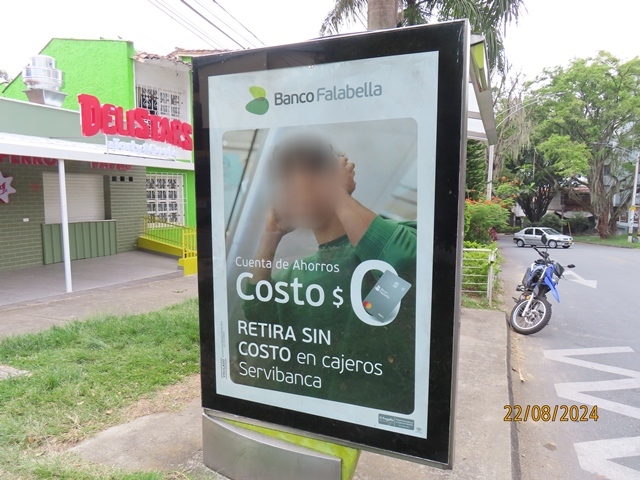 Banco Falabella
DELISTARS
Cuenta de Ahorros
Costo $0
RETIRA SIN
COSTO en cajeros
Servibanca
22/08/2024